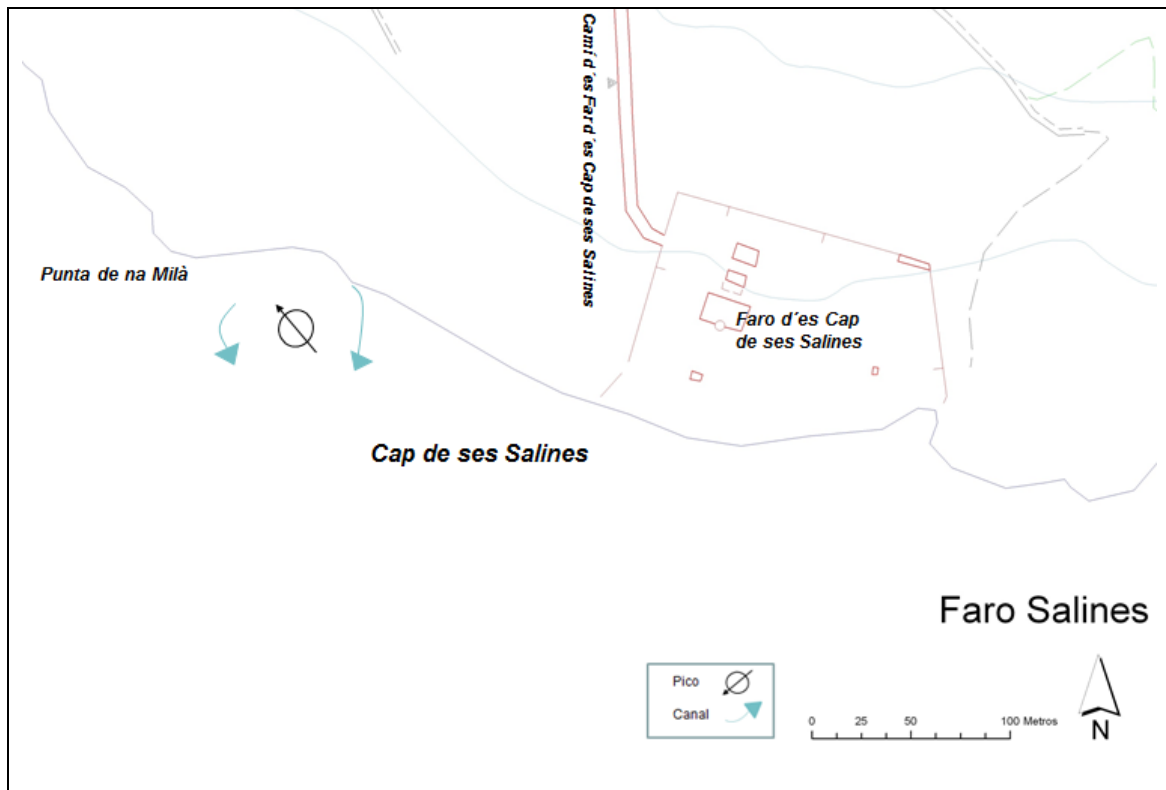 Camí d´es Far d´es Cap de ses Salines
Punta de na Milà
Faro d´es Cap
de ses Salines
Cap de ses Salines
Faro Salines
Pico
Canal
0 25 50 100 Metros
N